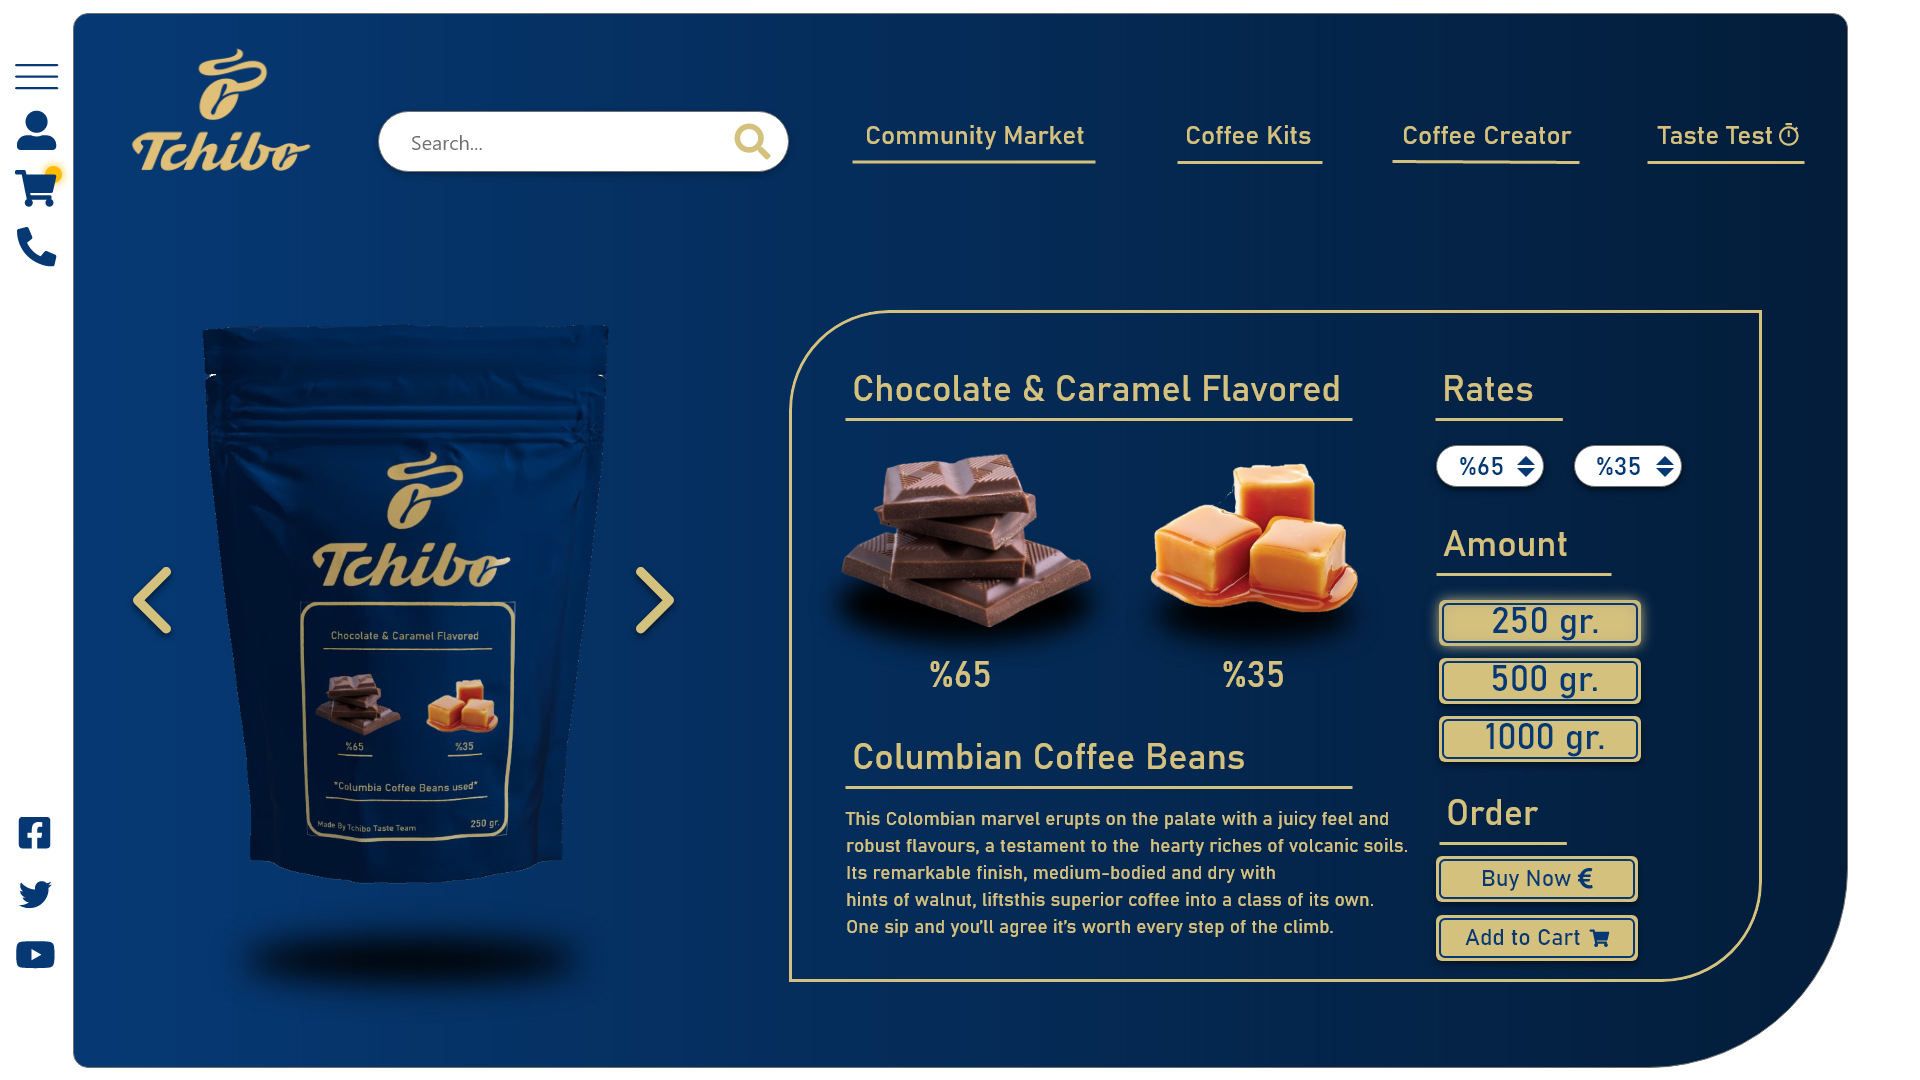 Tchibo
Search...
Community Market
Coffee Kits
Coffee Creator
Taste Test
Tchibo
Chocolate & Caramel Flavored
%65
%35
*Columbia Coffee Beans used*
Made By Tchibo Taste Team
250 gr.
Chocolate & Caramel Flavored
%65
%35
Columbian Coffee Beans
This Colombian marvel erupts on the palate with a juicy feel and
robust flavours, a testament to the  hearty riches of volcanic soils.
Its remarkable finish, medium-bodied and dry with
hints of walnut, liftsthis superior coffee into a class of its own.
One sip and you’ll agree it’s worth every step of the climb.
Rates
%65
%35
Amount
250 gr.
500 gr.
1000 gr.
Order
Buy Now €
Add to Cart